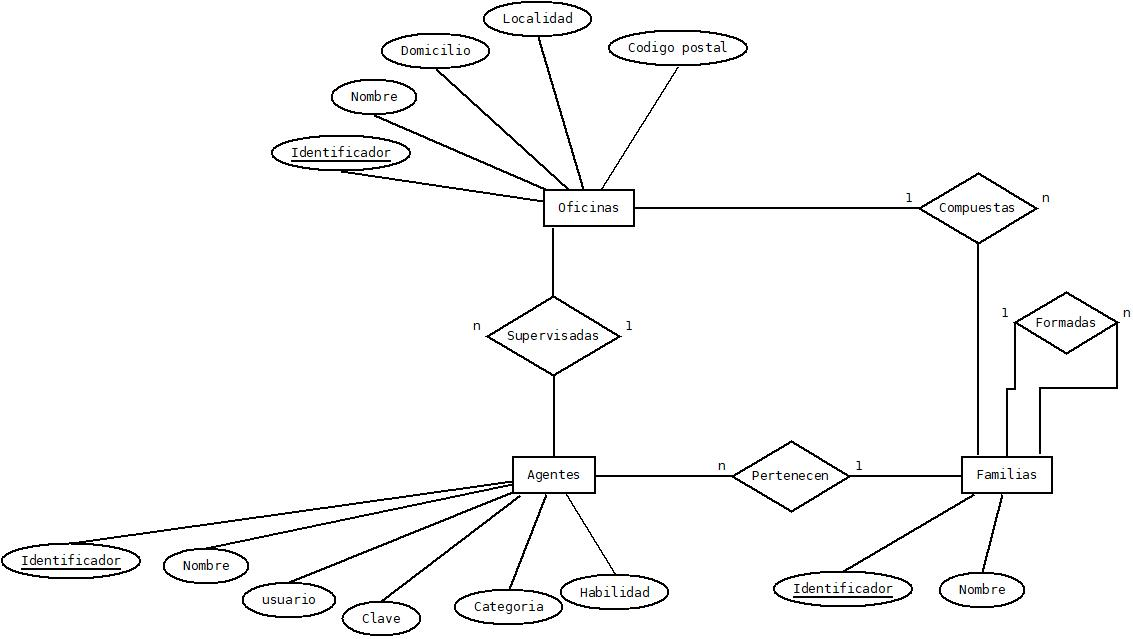 Localidad
Domicilio
Codigo postal
Nombre
Identificador
Oficinas
1
Compuestas
n
n
Supervisadas
1
1
Formadas
n
Agentes
n
Pertenecen
1
Familias
Identificador
Nombre
usuario
Clave
Categoria
Habilidad
Identificador
Nombre